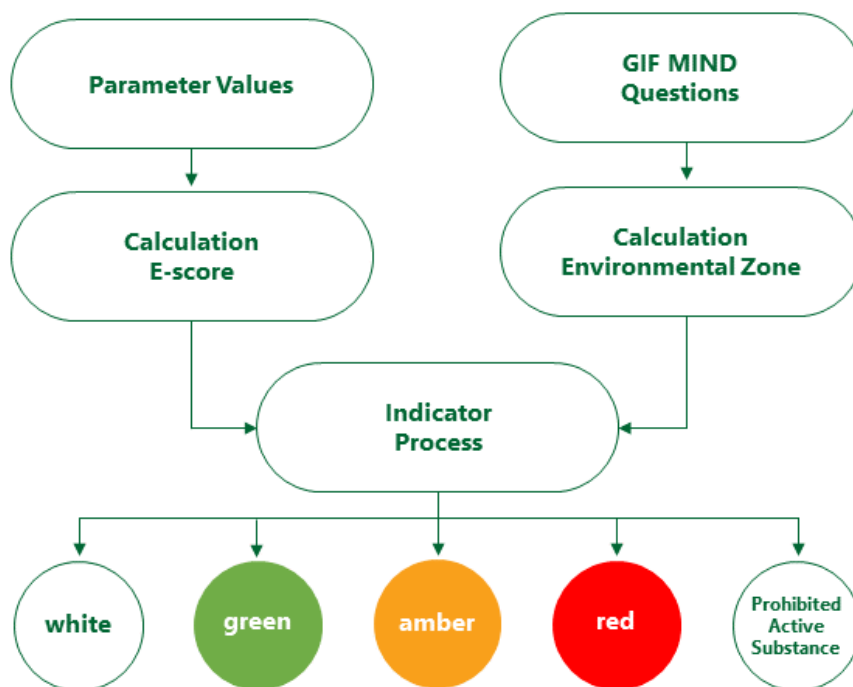 Parameter Values
GIF MIND
Questions
Calculation
E-score
Calculation
Environmental Zone
Indicator
Process
white
green
amber
red
Prohibited
Active
Substance